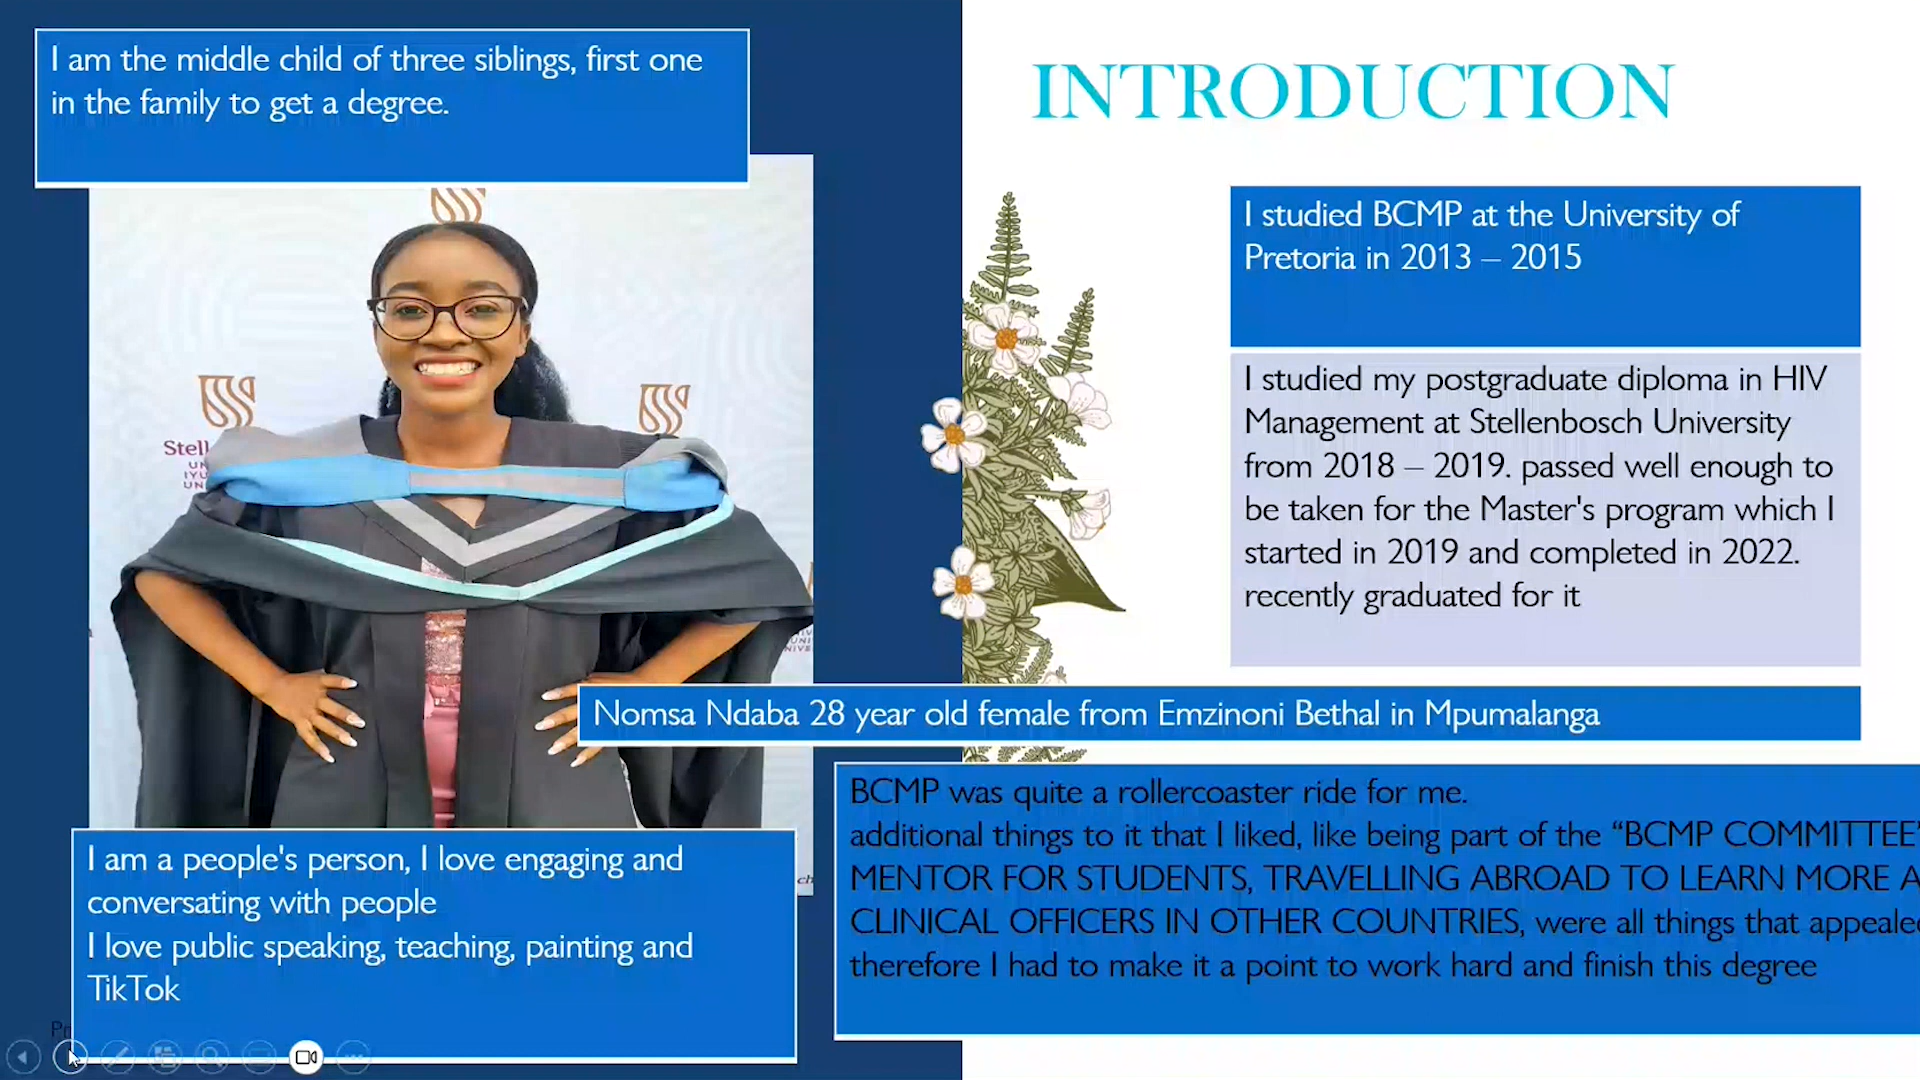 I am the middle child of three siblings, first one
in the family to get a degree.
INTRODUCTION
I studied BCMP at the University of
Pretoria in 2013 – 2015
I studied my postgraduate diploma in HIV
Management at Stellenbosch University
from 2018 – 2019. passed well enough to
be taken for the Master's program which I
started in 2019 and completed in 2022.
recently graduated for it
Nomsa Ndaba 28 year old female from Emzinoni Bethal in Mpumalanga
BCMP was quite a rollercoaster ride for me.
additional things to it that I liked, like being part of the “BCMP COMMITTEE”
MENTOR FOR STUDENTS, TRAVELLING ABROAD TO LEARN MORE A
CLINICAL OFFICERS IN OTHER COUNTRIES, were all things that appeale
therefore I had to make it a point to work hard and finish this degree
I am a people's person, I love engaging and
conversating with people
I love public speaking, teaching, painting and
TikTok